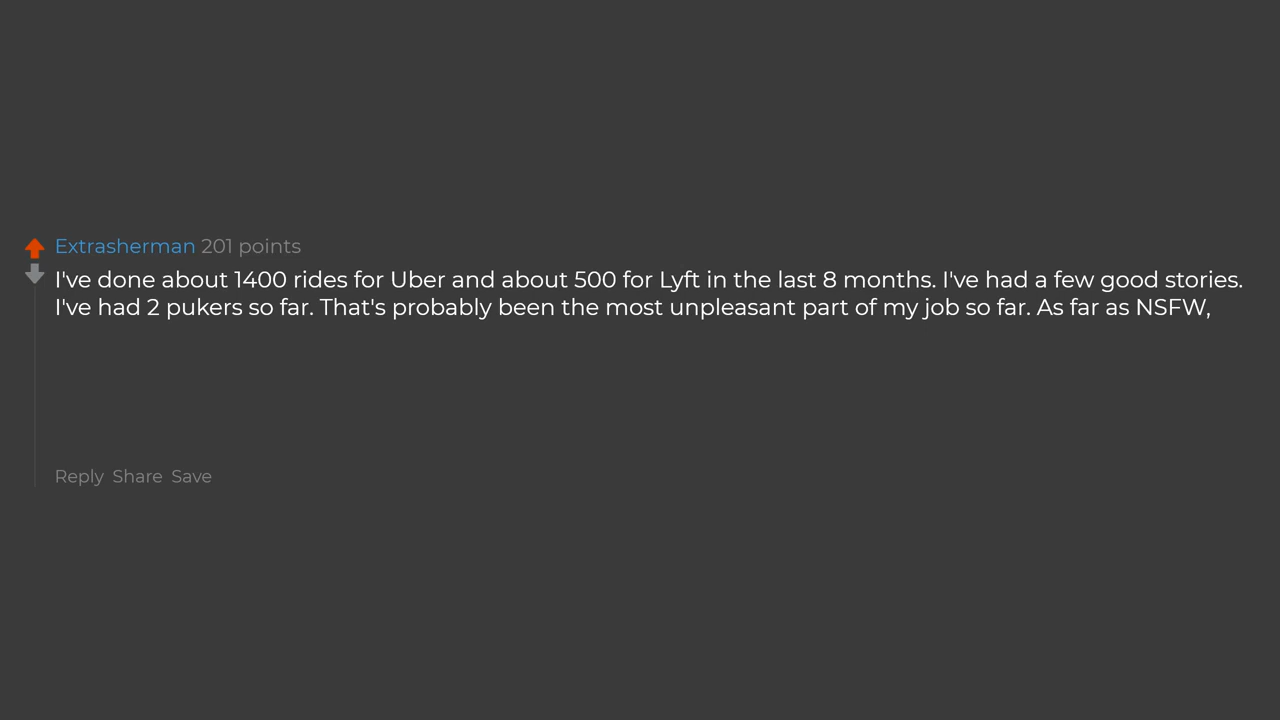 Extrasherman 201 points
I've done about 1400 rides for Uber and about 500 for Lyft in the last 8 months. I've had a few good stories.
I've had 2 pukers so far. That's probably been the most unpleasant part of my job so far. As far as NSFW,
Reply Share Save